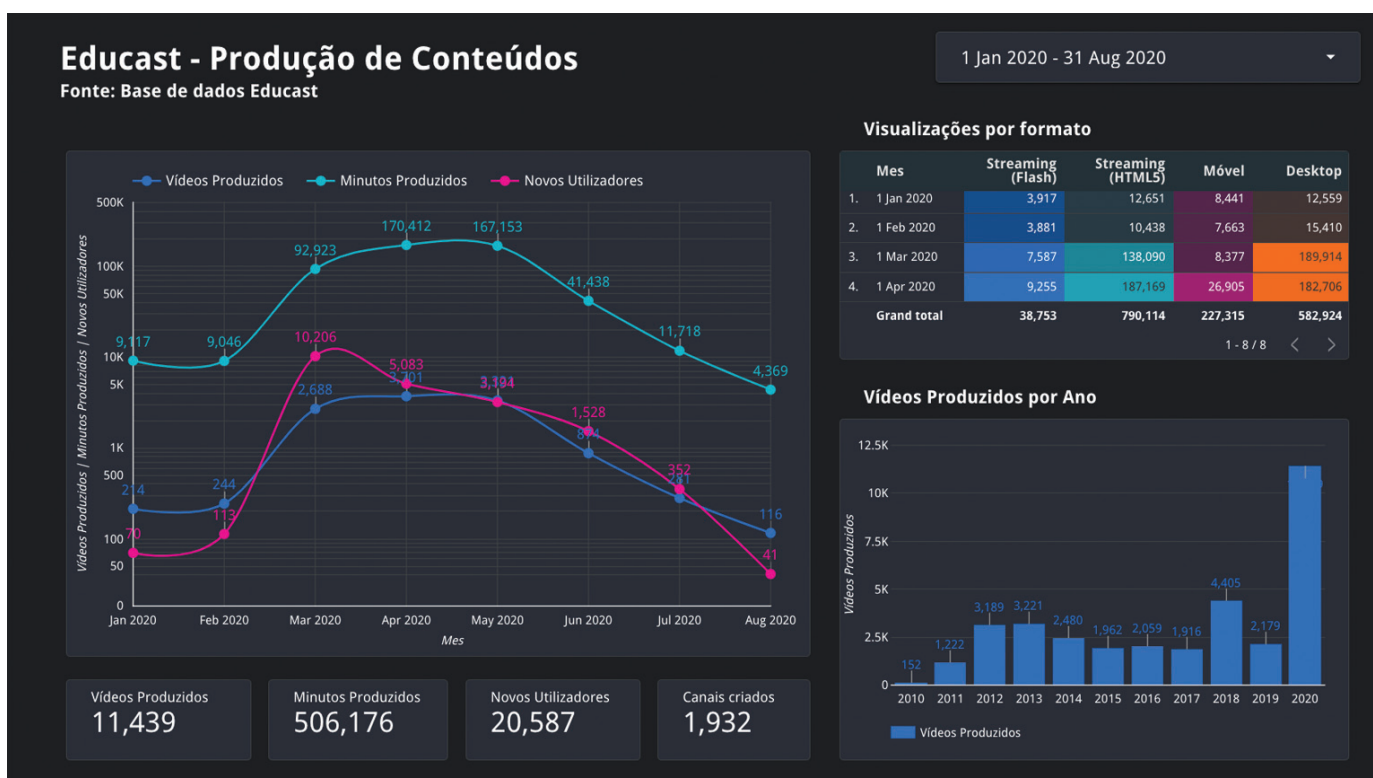 Educast - Produção de Conteúdos
Fonte: Base de dados Educast
1 Jan 2020 - 31 Aug 2020
Vídeos Produzidos
Minutos Produzidos
Novos Utilizadores
Vídeos Produzidos | Minutos Produzidos | Novos Utilizadores
500K
100K
50K
10K
5K
1K
500
100
50
0
9,117
9,046
92,923
170,412
167,153
41,438
11,718
4,369
70
113
10,206
5,083
3,194
1,528
352
41
214
244
2,688
3,701
281
116
Jan 2020
Feb 2020
Mar 2020
Apr 2020
May 2020
Jun 2020
Jul 2020
Aug 2020
Mes
Vídeos Produzidos
11,439
Minutos Produzidos
506,176
Novos Utilizadores
20,587
Canais criados
1,932
Visualizações por formato
Mes Streaming (Flash) Streaming (HTML5) Móvel Desktop
1. 1 Jan 2020 3,917 12,651 8,441 12,559
2. 1 Feb 2020 3,881 10,438 7,663 15,410
3. 1 Mar 2020 7,587 138,090 8,377 189,914
4. 1 Apr 2020 9,255 187,169 26,905 182,706
Grand total 38,753 790,114 227,315 582,924
1 - 8 / 8
Vídeos Produzidos por Ano
Vídeos Produzidos
12.5K
10K
7.5K
5K
2.5K
0
152
1,222
3,189
3,221
2,480
1,962
2,059
1,916
4,405
2,179
2010
2011
2012
2013
2014
2015
2016
2017
2018
2019
2020
Vídeos Produzidos